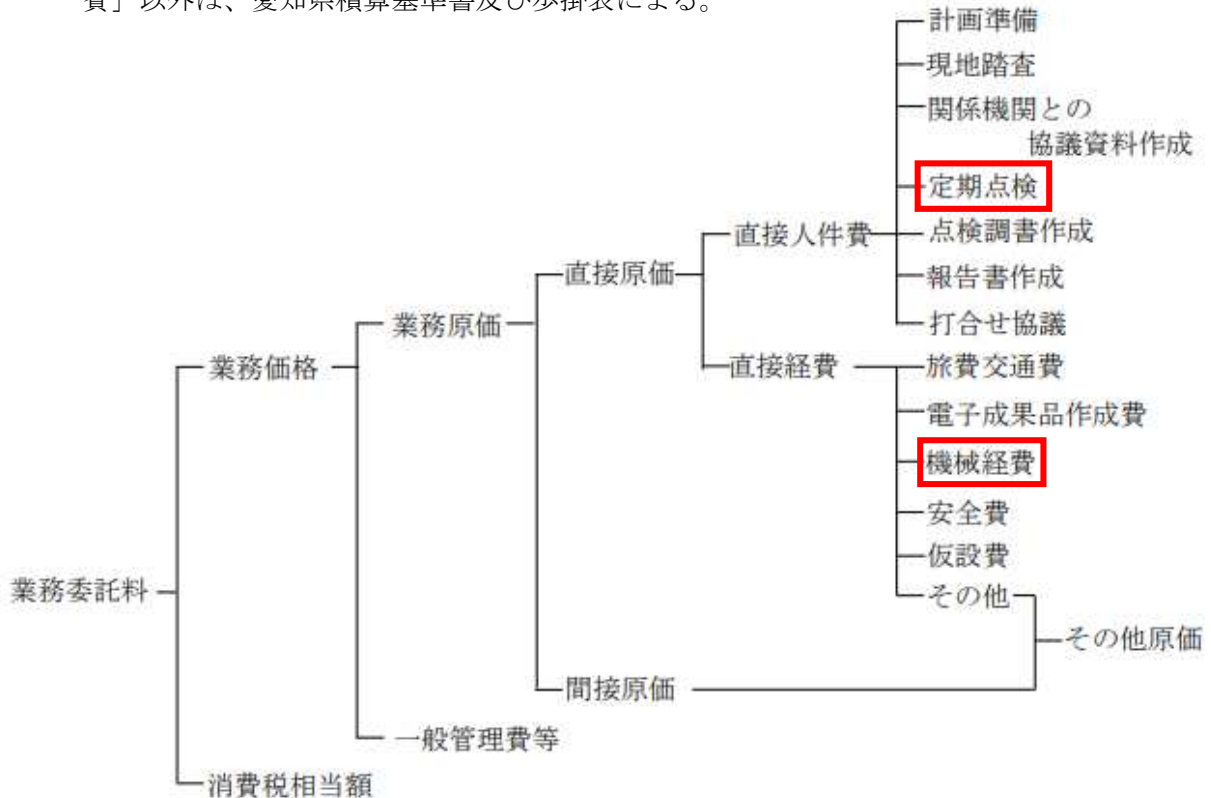 費」以外は、愛知県積算基準書及び歩掛表による。
計画準備
現地踏査
関係機関との
協議資料作成
定期点検
直接人件費
点検調書作成
直接原価
報告書作成
業務原価
打合せ協議
業務価格
直接経費
旅費交通費
電子成果品作成費
機械経費
安全費
仮設費
業務委託料
その他
その他原価
間接原価
一般管理費等
消費税相当額